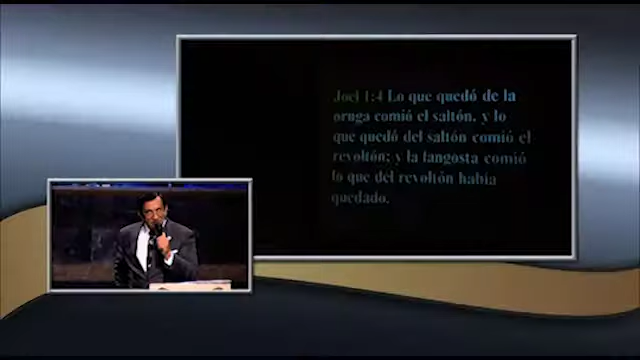 Joel 1:4 Lo que quedó de la
oruga comió el saltón, y lo
que quedó del saltón comió el
revoltón; y la langosta comió
lo que del revoltón había
quedado.